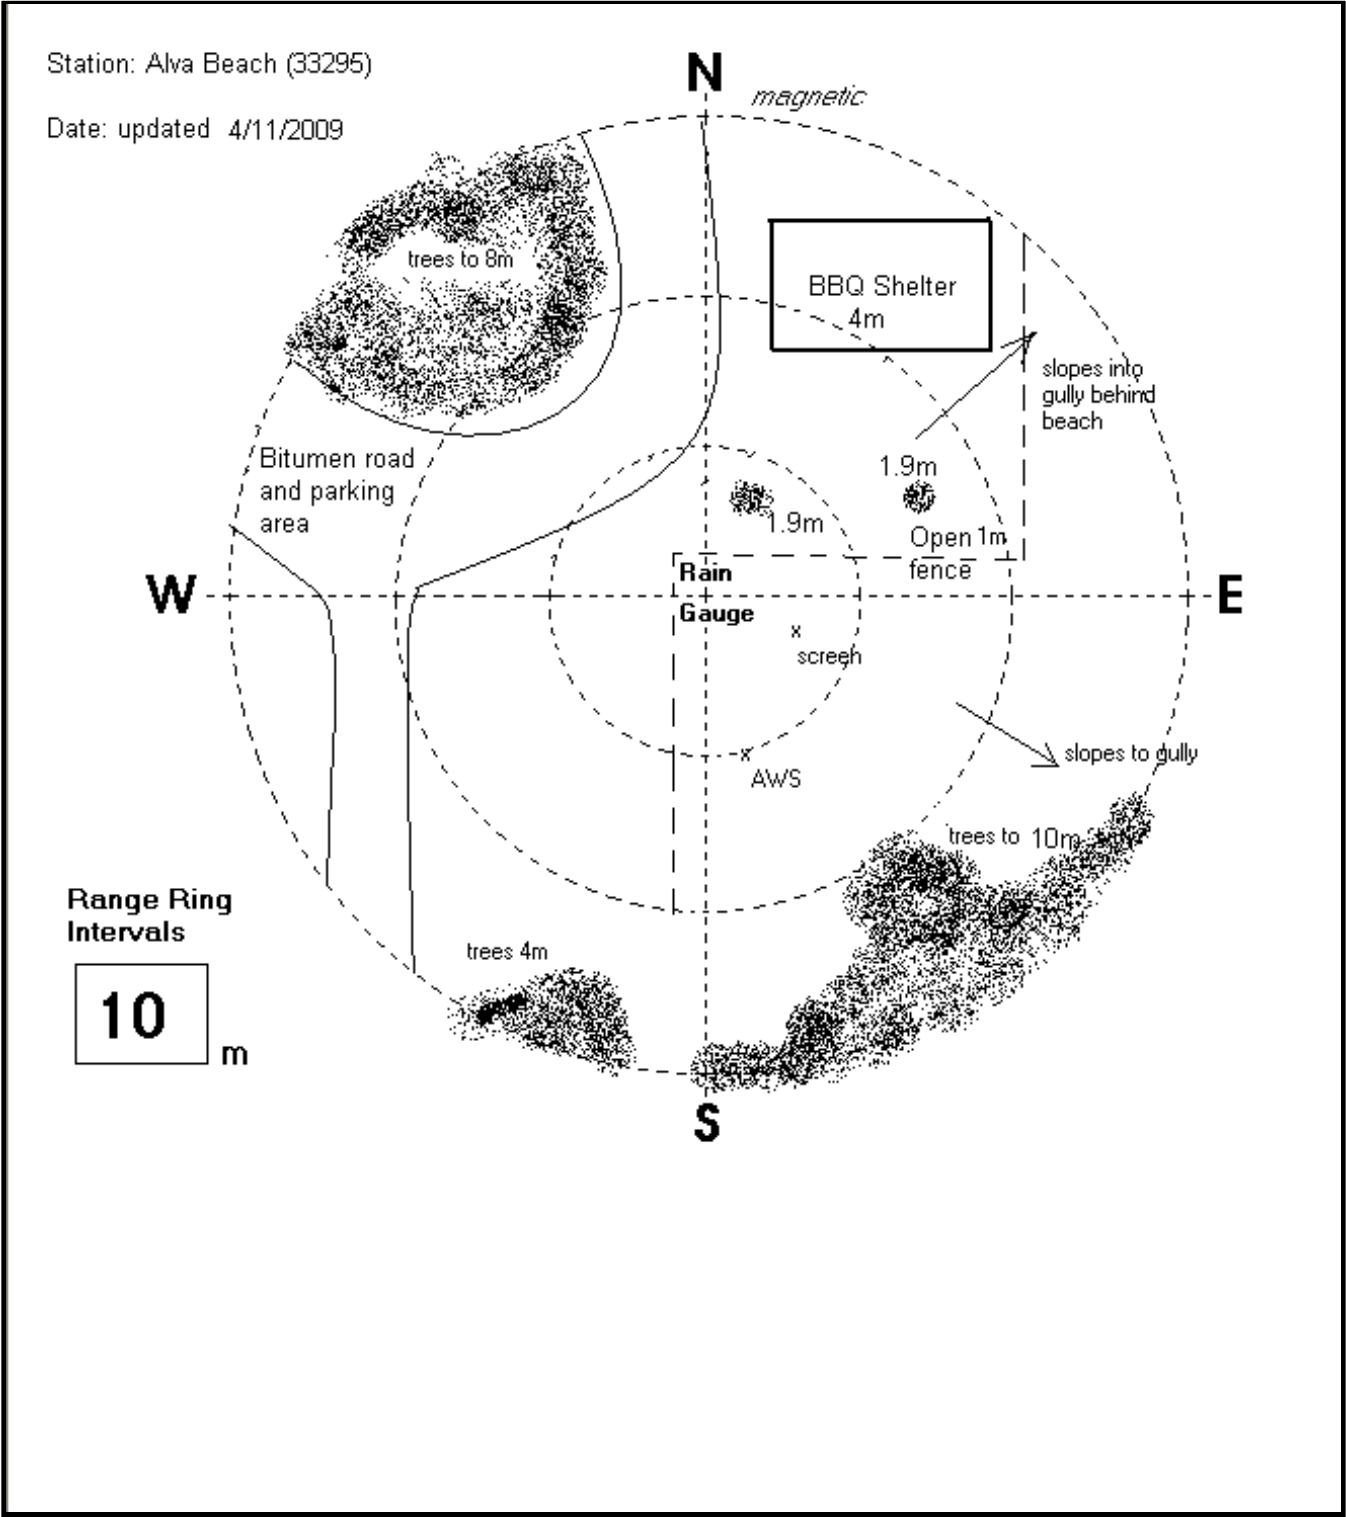 Station: Alva Beach (33295)
N
magnetic
Date: updated 4/11/2009
trees to 8m
BBQ Shelter
4m
slopes into
gully behind
beach
Bitumen road
and parking
area
1.9m
1.9m
Open 1m
fence
Rain
Gauge
W
E
x
screen
x
AWS
slopes to gully
trees to 10m
Range Ring
Intervals
10
m
trees 4m
S